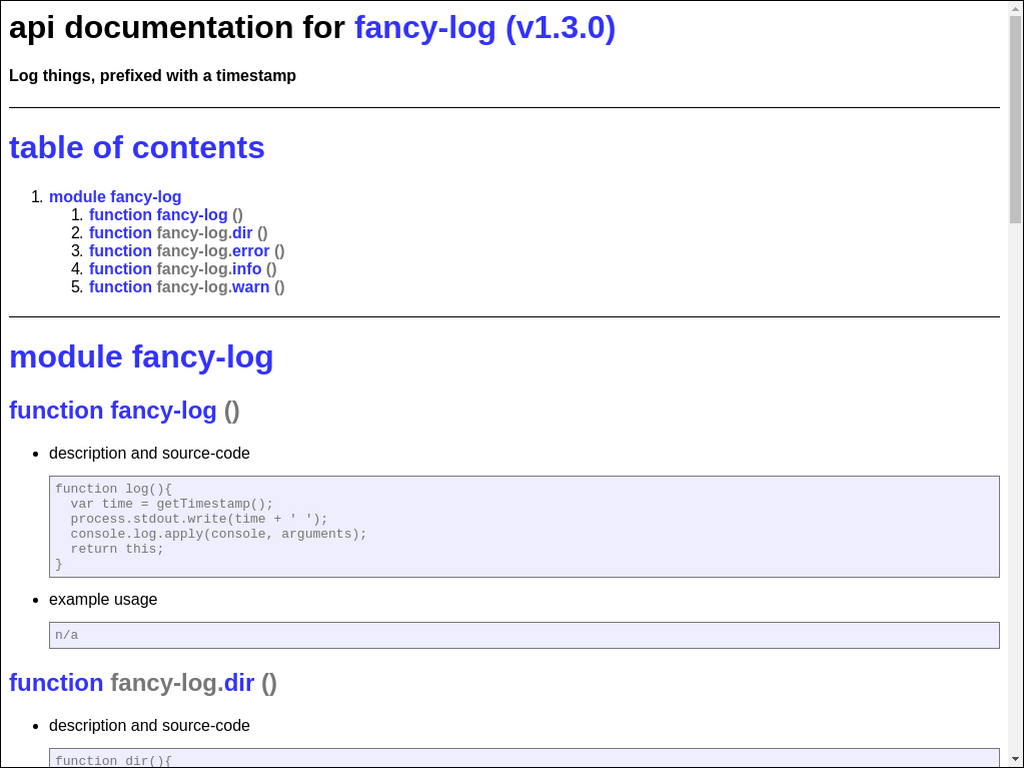 api documentation for fancy-log (v1.3.0)
Log things, prefixed with a timestamp
table of contents
1. module fancy-log
1. function fancy-log ()
2. function fancy-log.dir ()
3. function fancy-log.error ()
4. function fancy-log.info ()
5. function fancy-log.warn ()
module fancy-log
function fancy-log ()
• description and source-code
function log(){
  var time = getTimestamp();
  process.stdout.write(time + ' ');
  console.log.apply(console, arguments);
  return this;
}
• example usage
n/a
function fancy-log.dir ()
• description and source-code
function dir(){